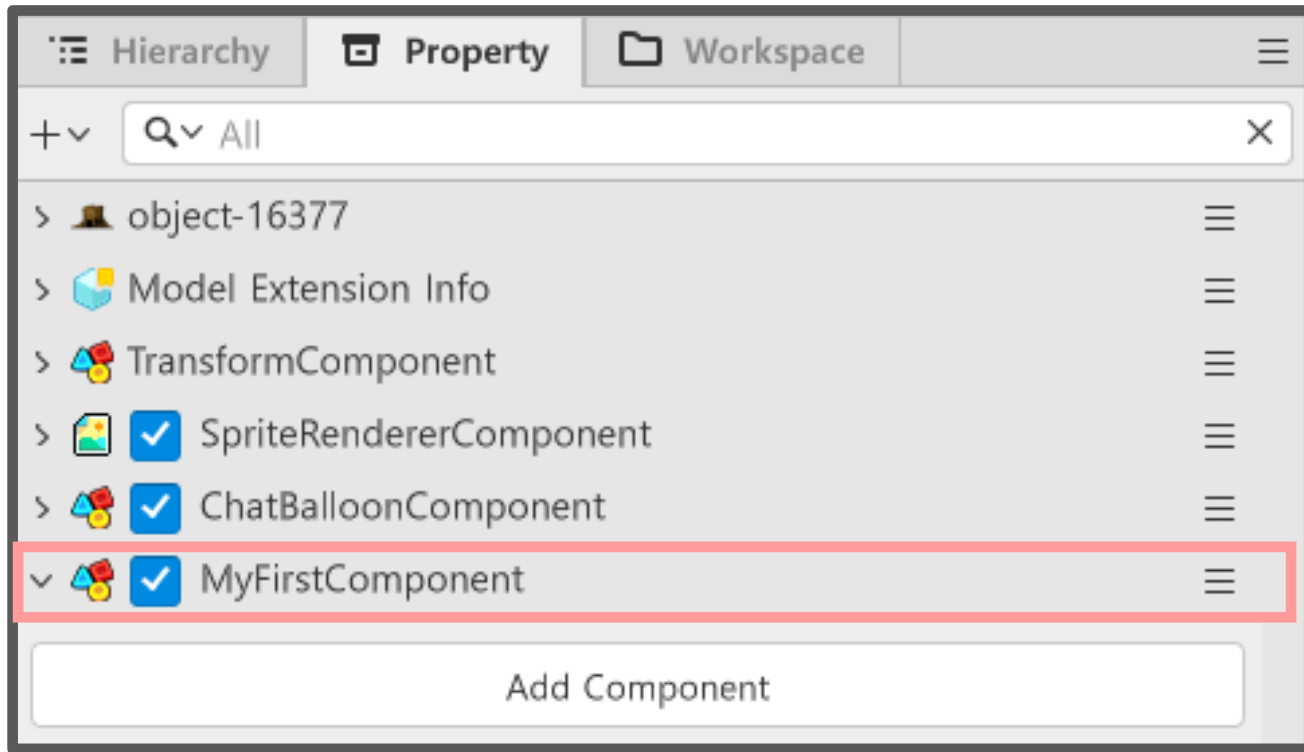 Hierarchy Property Workspace
All
object-16377
Model Extension Info
TransformComponent
SpriteRendererComponent
ChatBalloonComponent
MyFirstComponent
Add Component